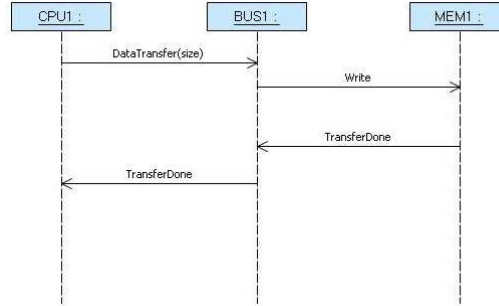 CPU1 :
BUS1 :
MEM1 :
DataTransfer(size)
Write
TransferDone
TransferDone